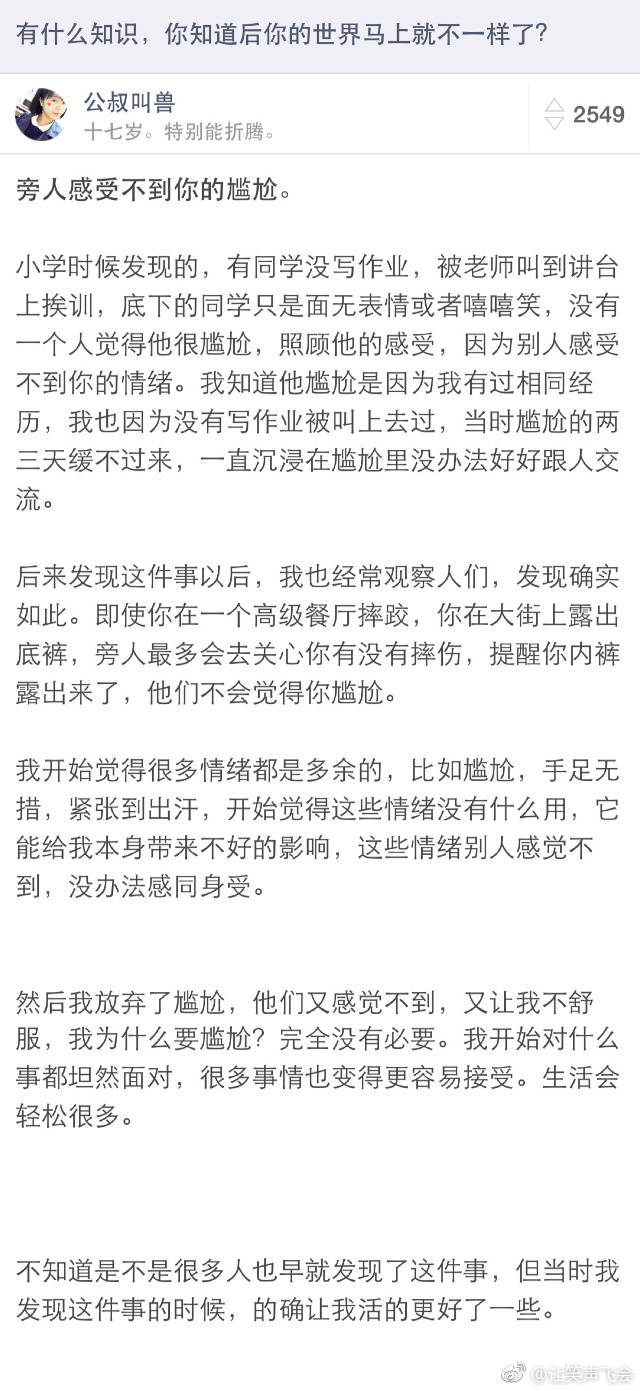 有什么知识，你知道后你的世界马上就不一样了？
公叔叫兽
十七岁。特别能折腾。
2549
旁人感受不到你的尴尬。
小学时候发现的，有同学没写作业，被老师叫到讲台
上挨训，底下的同学只是面无表情或者嘻嘻笑，没有
一个人觉得他很尴尬，照顾他的感受，因为别人感受
不到你的情绪。我知道他尴尬是因为我有过相同经
历，我也因为没有写作业被叫上去过，当时尴尬的两
三天缓不过来，一直沉浸在尴尬里没办法好好跟人交
流。
后来发现这件事以后，我也经常观察人们，发现确实
如此。即使你在一个高级餐厅摔跤，你在大街上露出
底裤，旁人最多会去关心你有没有摔伤，提醒你内裤
露出来了，他们不会觉得你尴尬。
我开始觉得很多情绪都是多余的，比如尴尬，手足无
措，紧张到出汗，开始觉得这些情绪没有什么用，它
能给我本身带来不好的影响，这些情绪别人感觉不
到，没办法感同身受。
然后我放弃了尴尬，他们又感觉不到，又让我不舒
服，我为什么要尴尬？完全没有必要。我开始对什么
事都坦然面对，很多事情也变得更容易接受。生活会
轻松很多。
不知道是不是很多人也早就发现了这件事，但当时我
发现这件事的时候，的确让我活的更好了一些。
@让笑声飞会